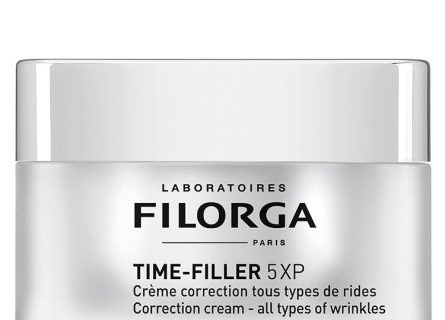 LABORATOIRES
FILORGA
PARIS
TIME-FILLER 5XP
Crème correction tous types de rides
Correction cream - all types of wrinkles